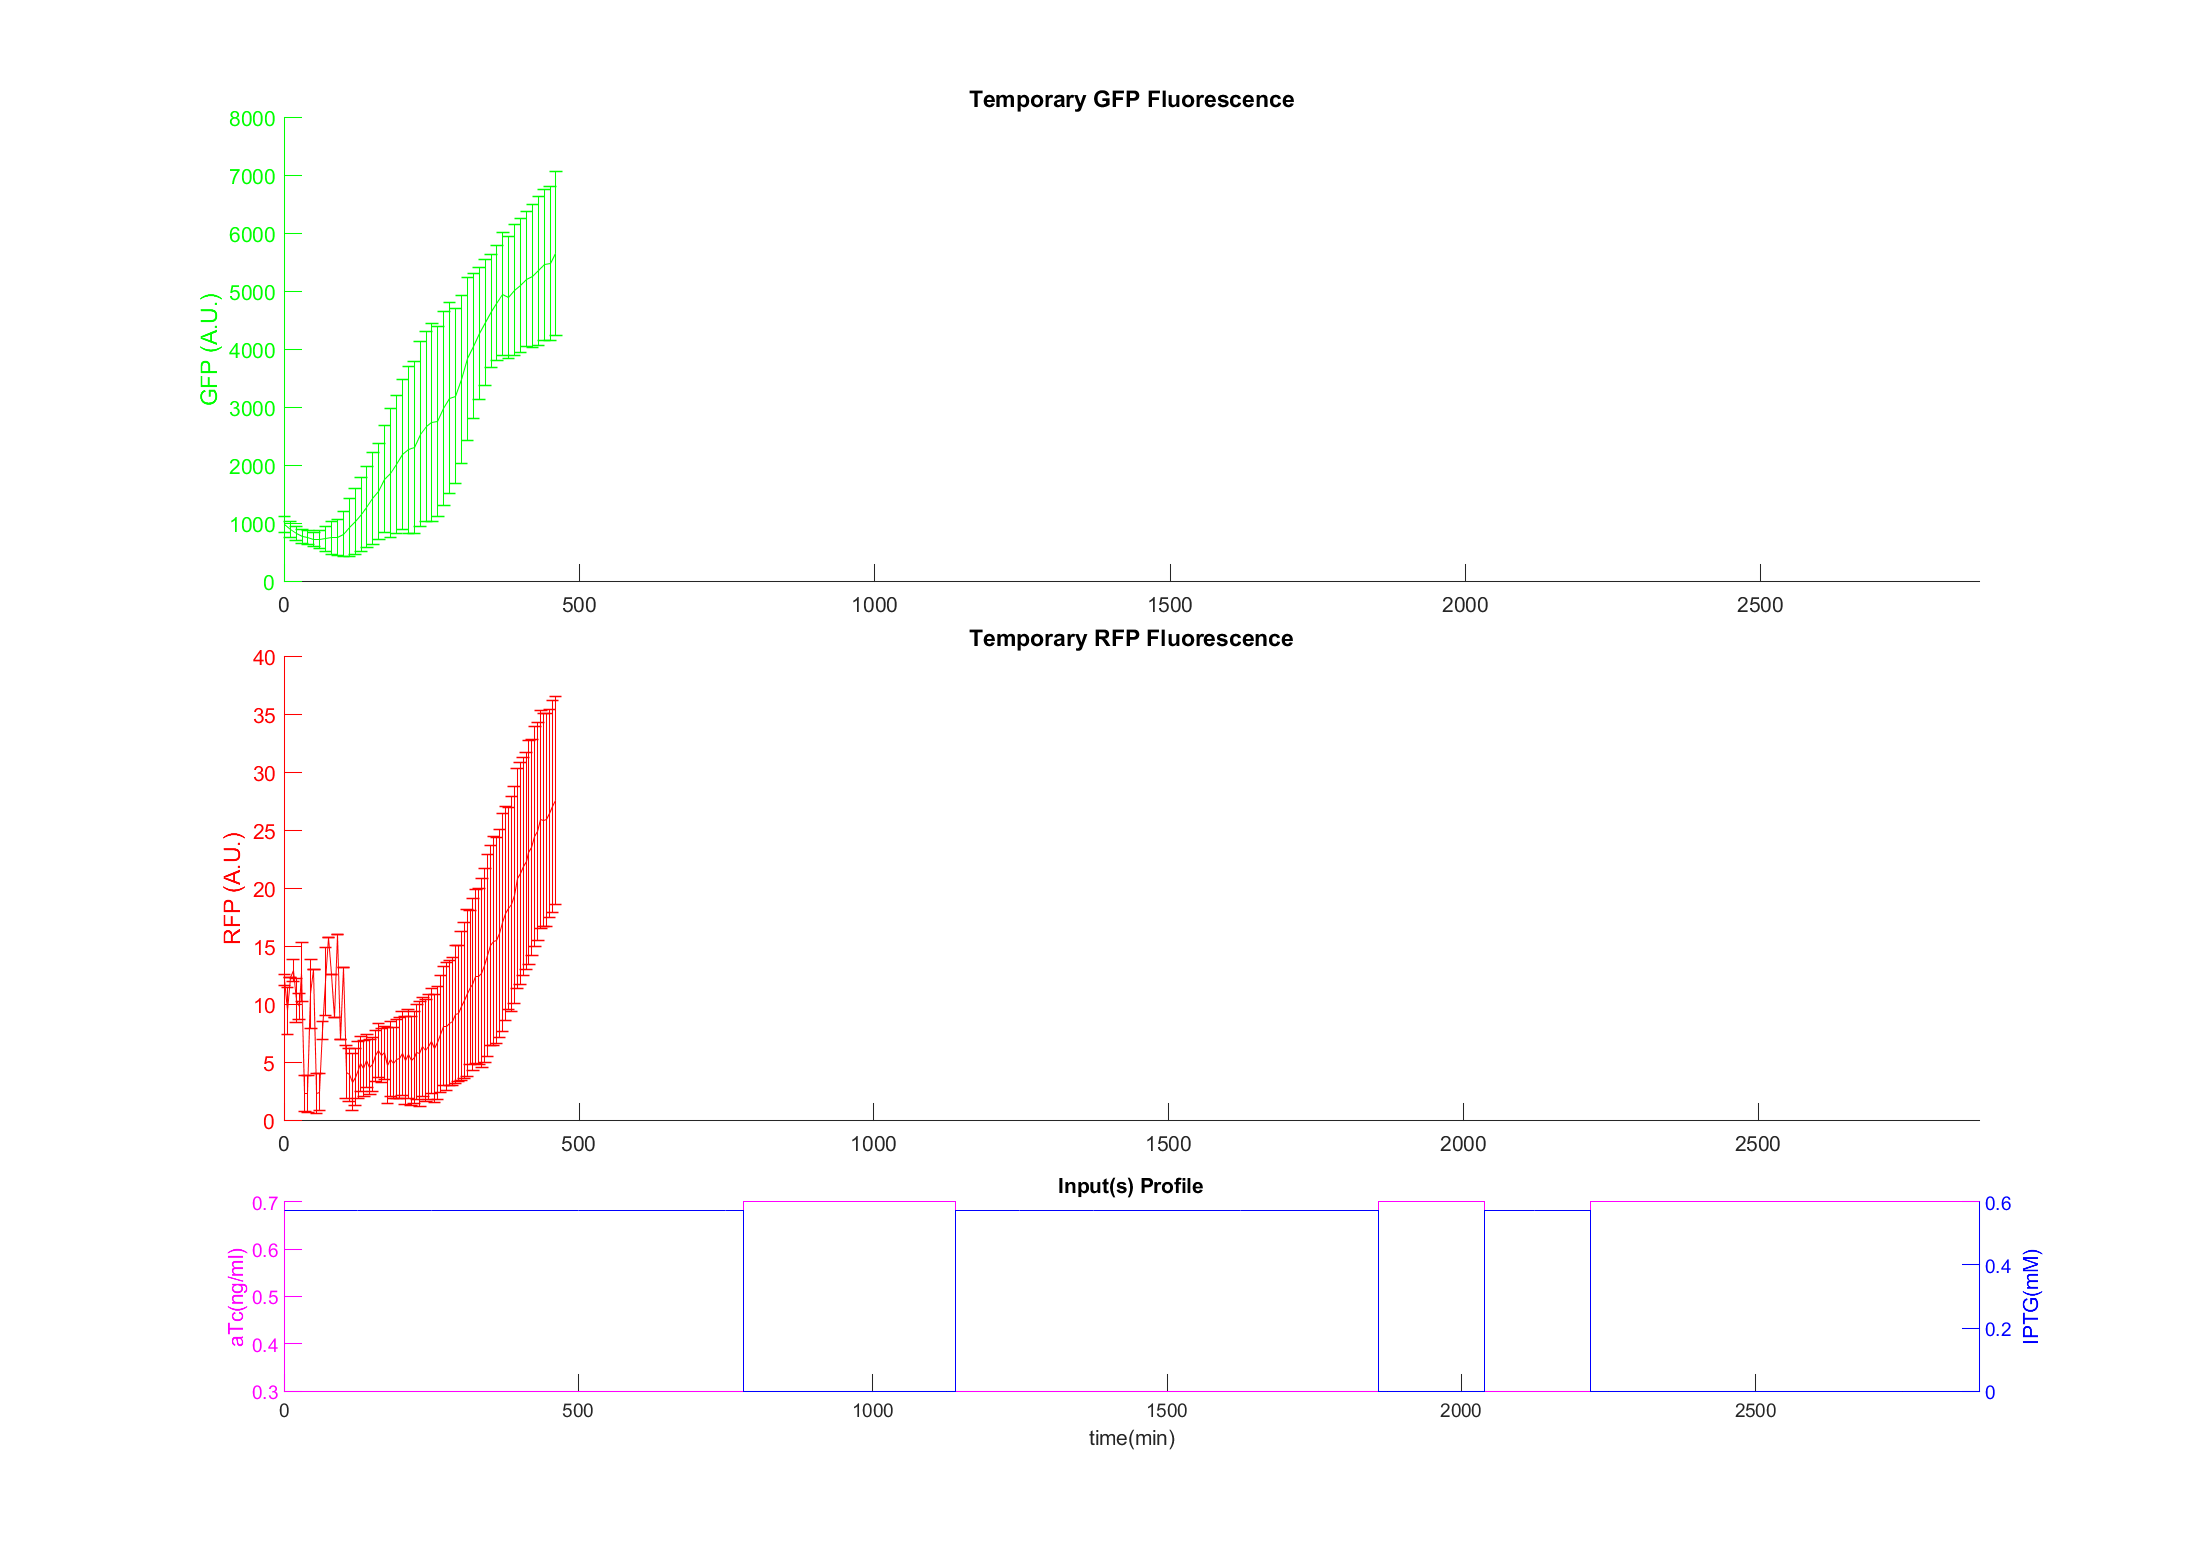 Temporary GFP Fluorescence
8000
7000
6000
5000
4000
3000
2000
1000
0
GFP (A.U.)
0 500 1000 1500 2000 2500
Temporary RFP Fluorescence
40
35
30
25
20
15
10
5
0
RFP (A.U.)
0 500 1000 1500 2000 2500
Input(s) Profile
0.7
0.6
0.5
0.4
0.3
aTc(ng/ml)
0.6
0.4
0.2
0
IPTG(mM)
0 500 1000 1500 2000 2500
time(min)